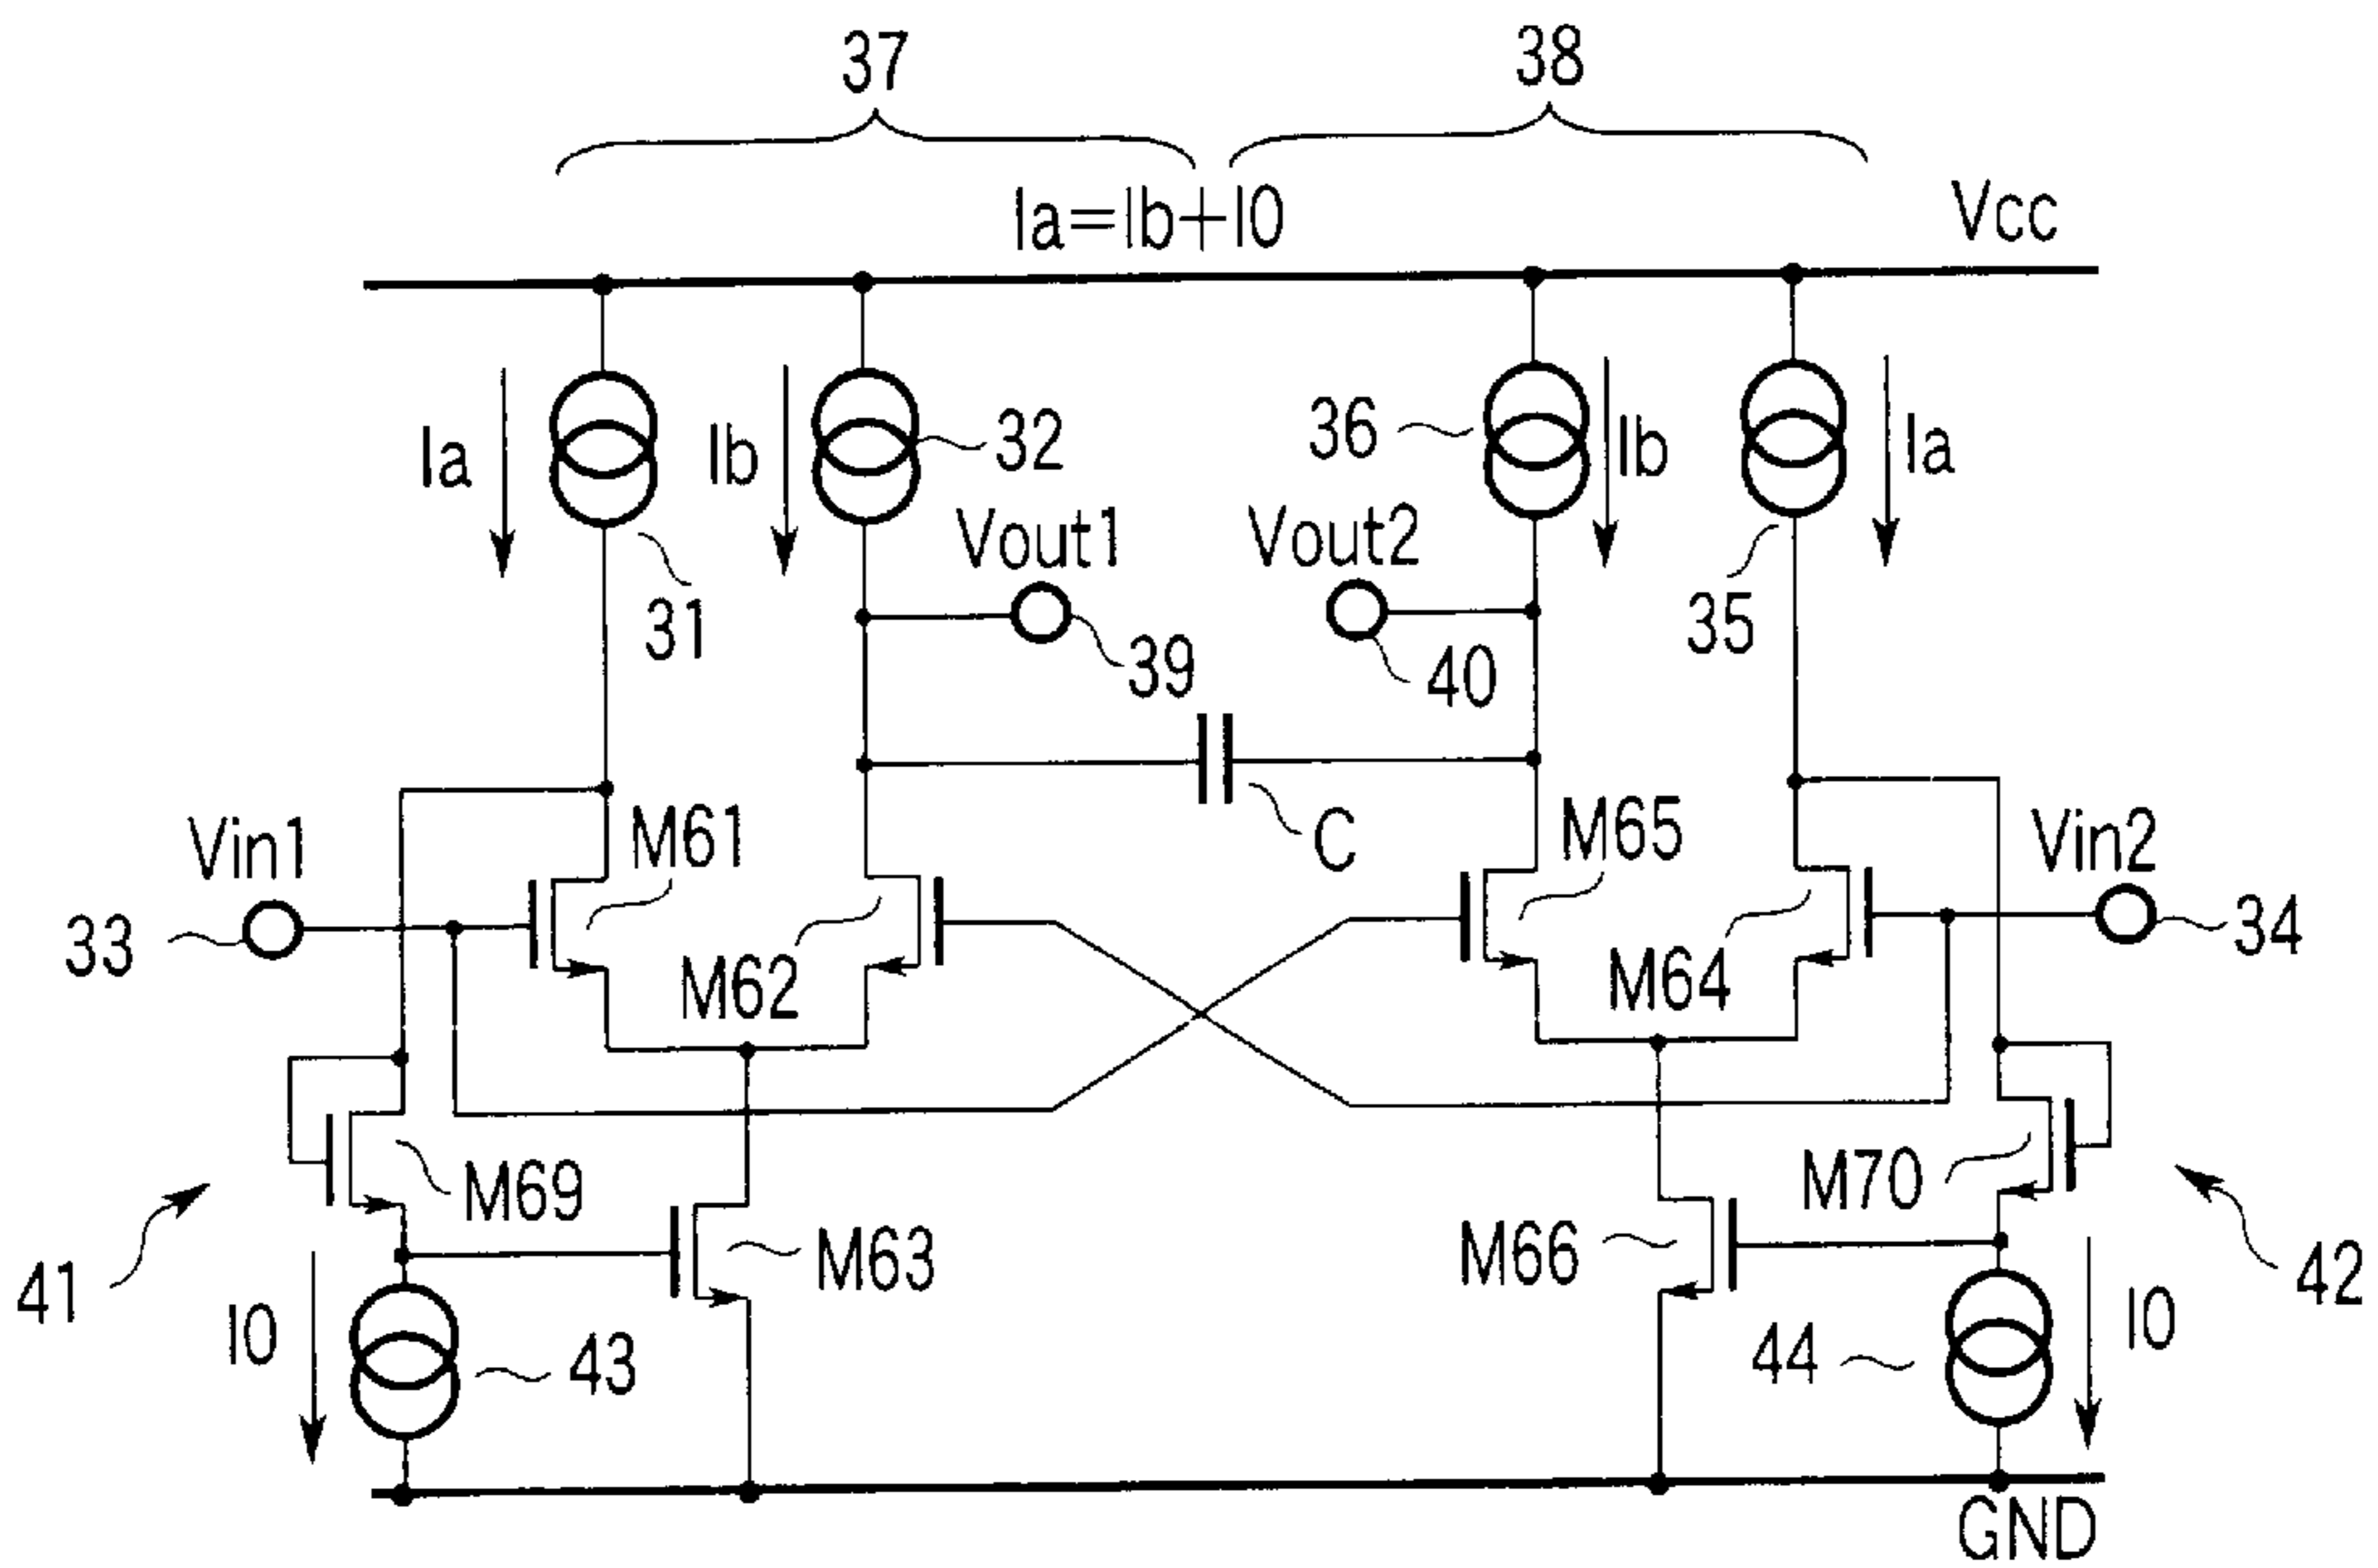 37
38
Ia=Ib+I0
Vcc
Ia
Ib
32
36
Ib
Ia
Vout1
Vout2
31
39
40
35
C
M61
M65
Vin1
Vin2
33
M62
M64
34
M69
M70
41
M63
M66
42
I0
43
44
I0
GND